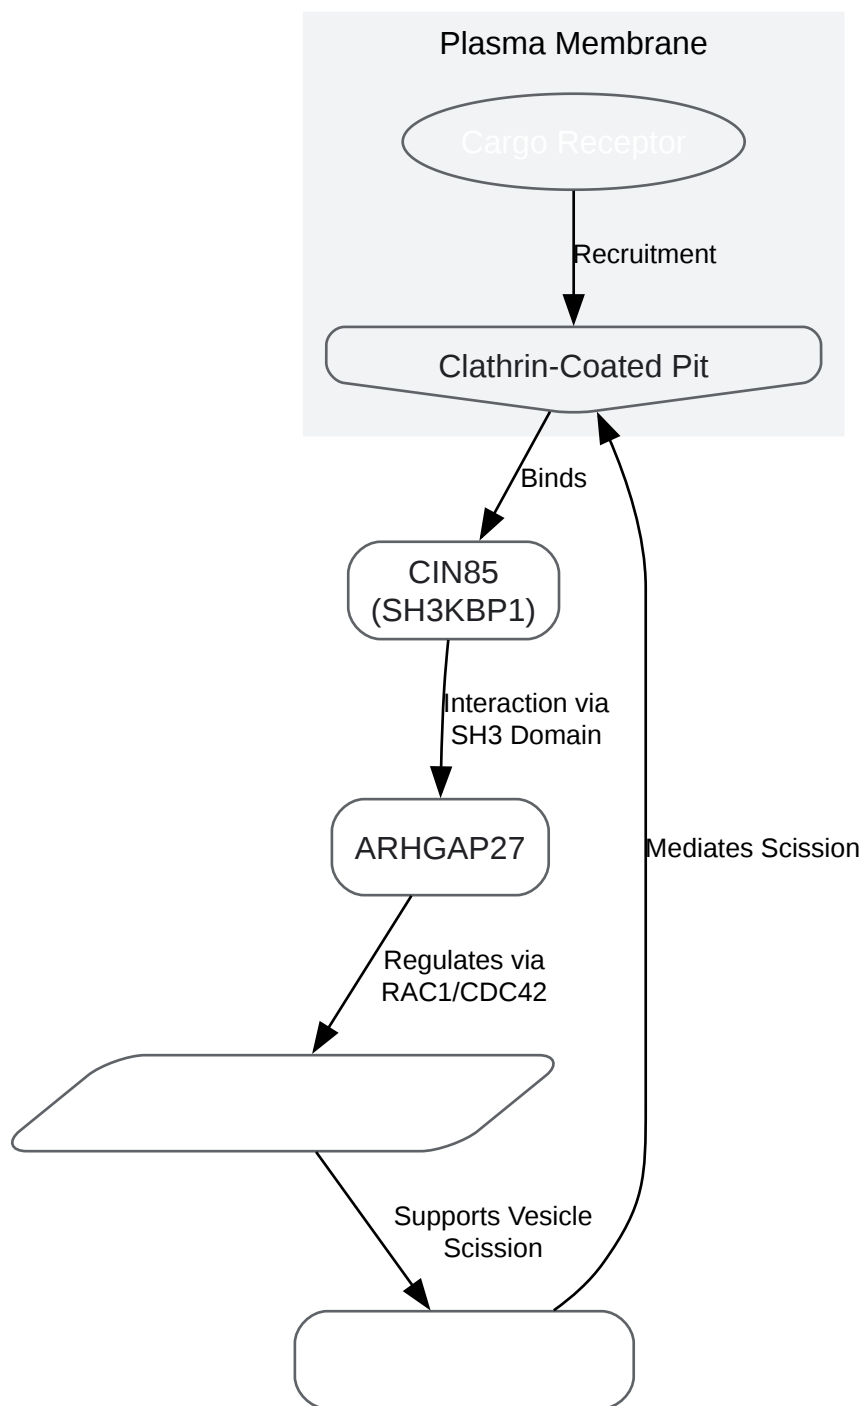 Plasma Membrane
Cargo Receptor
Recruitment
Clathrin-Coated Pit
Binds
CIN85
(SH3KBP1)
Interaction via
SH3 Domain
ARHGAP27
Mediates Scission
Regulates via
RAC1/CDC42
Supports Vesicle
Scission